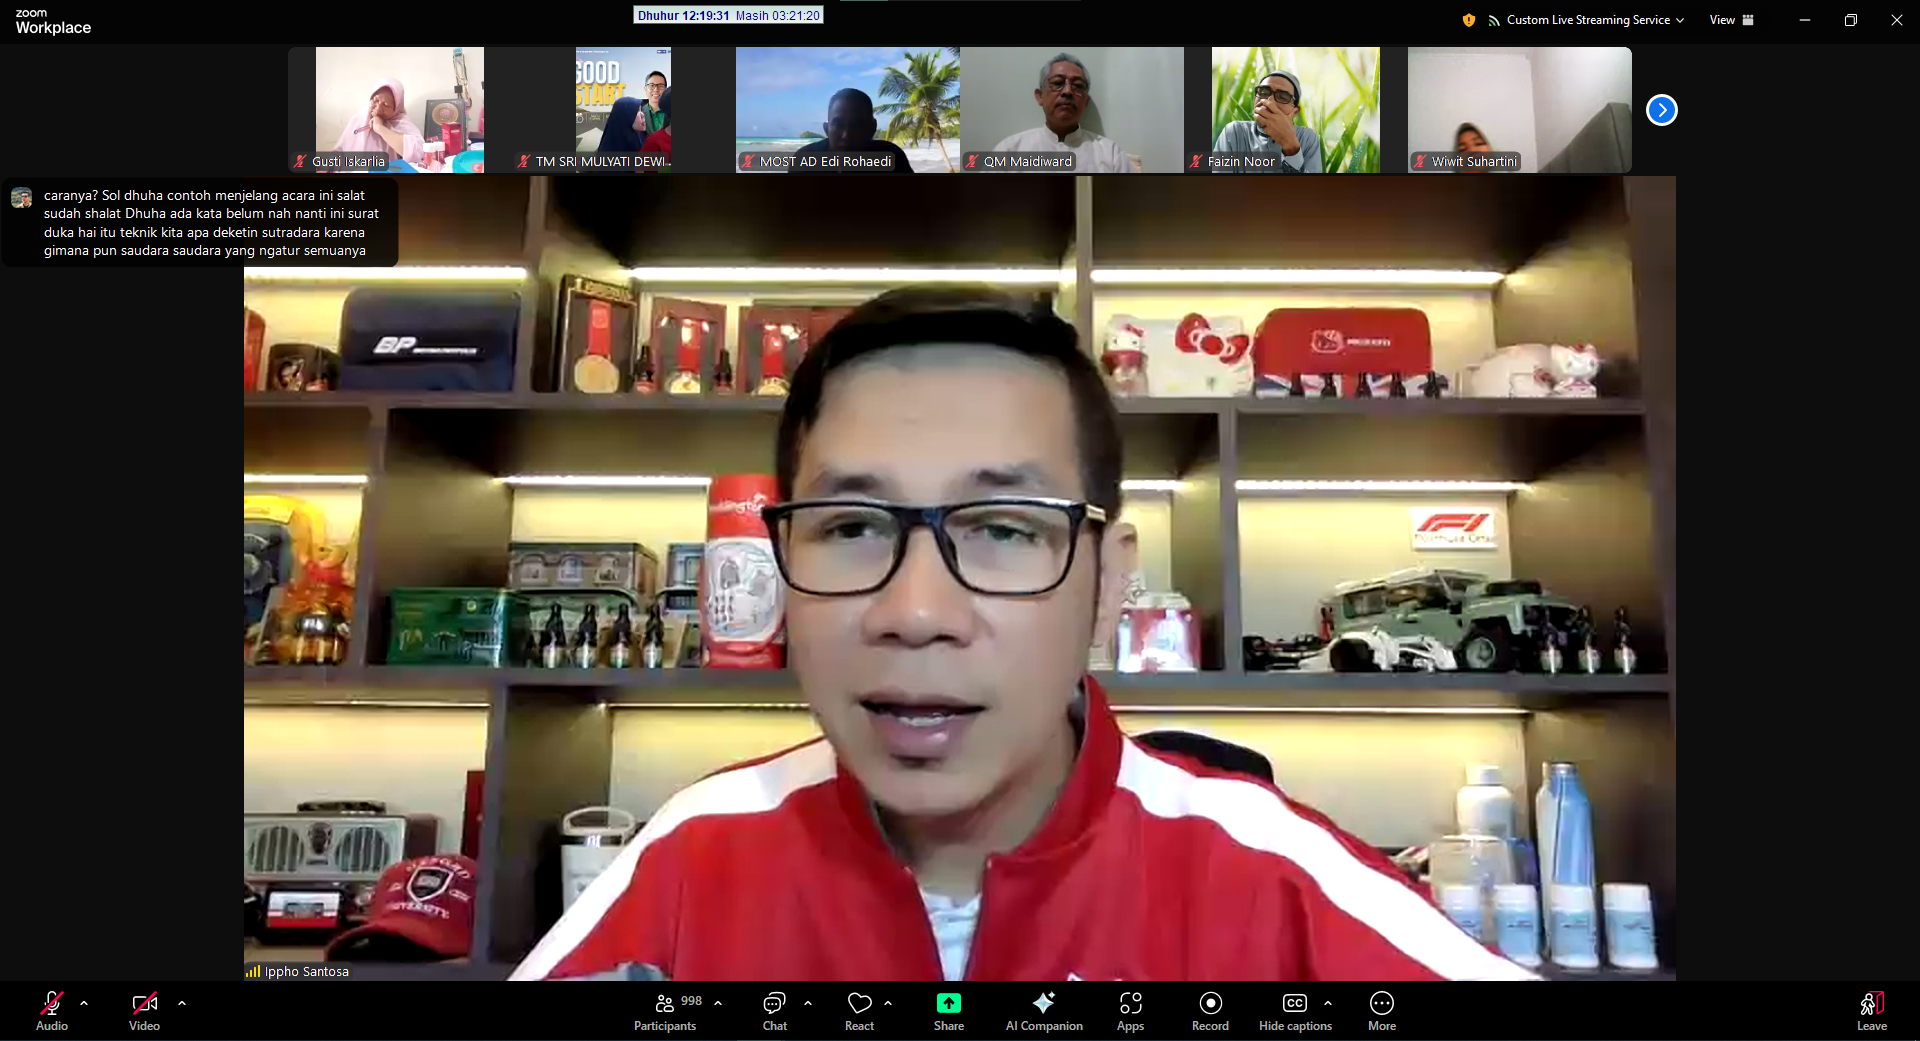 zoom
Workplace
Dhuhur 12:19:31 Masih 03:21:20
Custom Live Streaming Service
View
GOOD
START
Gusti Iskarlia
TM SRI MULYATI DEWI...
MOST AD Edi Rohaedi
QM Maidiward
Faizin Noor
Wiwit Suhartini
caranya? Sol dhuha contoh menjelang acara ini salat
sudah shalat Dhuha ada kata belum nah nanti ini surat
duka hai itu teknik kita apa deketin sutradara karena
gimana pun saudara saudara yang ngatur semuanya
BP
F1
Ippho Santosa
Audio
Video
998
Participants
Chat
React
Share
AI Companion
Apps
Record
CC
Hide captions
More
Leave